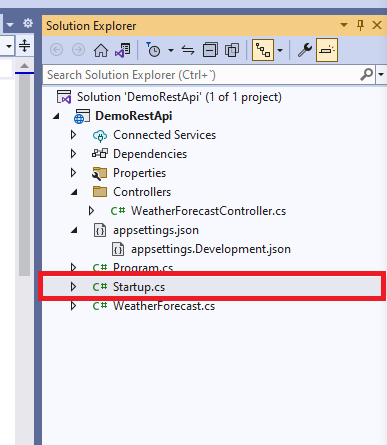 Solution Explorer
Search Solution Explorer (Ctrl+`)
Solution 'DemoRestApi' (1 of 1 project)
DemoRestApi
Connected Services
Dependencies
Properties
Controllers
C# WeatherForecastController.cs
appsettings.json
appsettings.Development.json
C# Program.cs
C# Startup.cs
C# WeatherForecast.cs